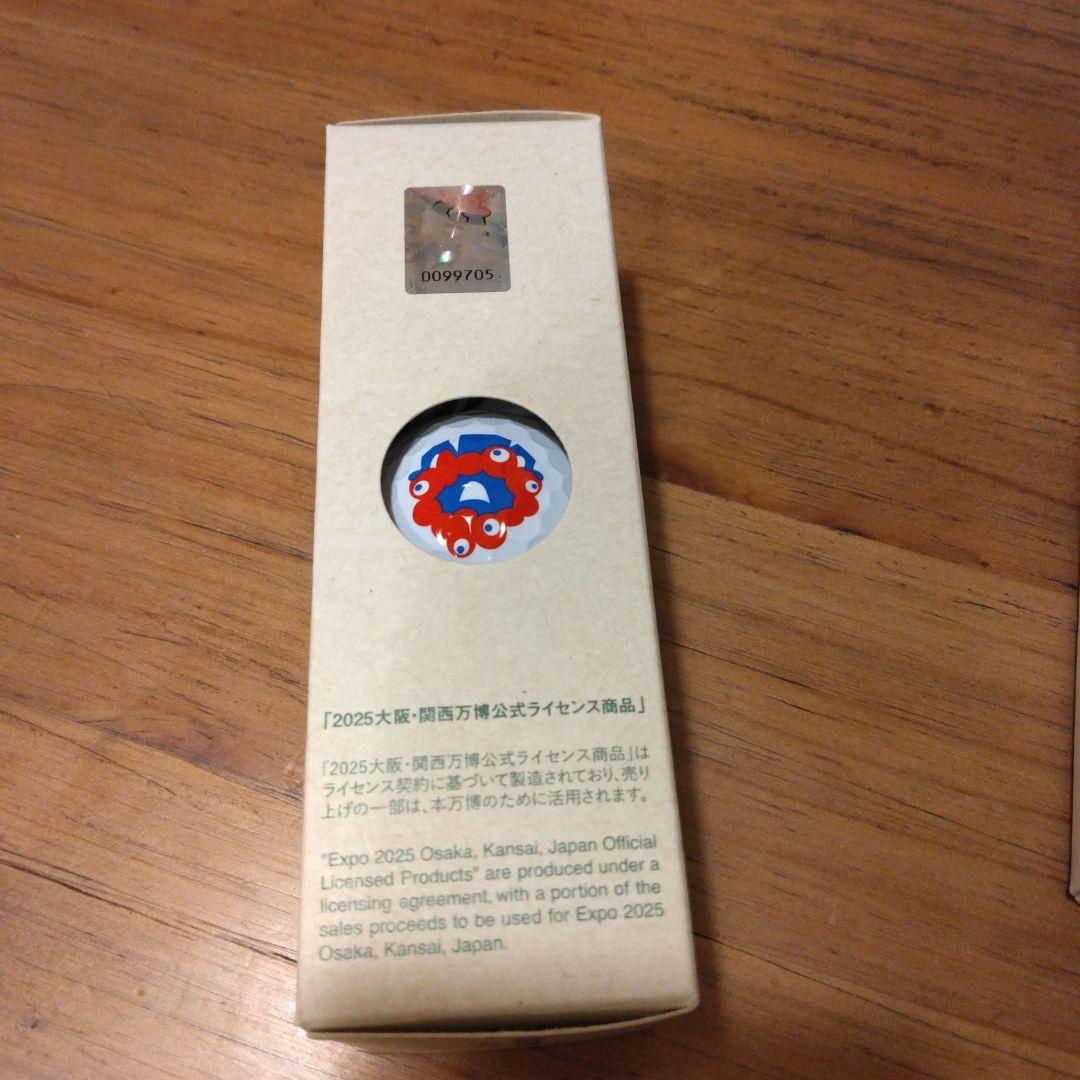 0099705
「2025大阪・関西万博公式ライセンス商品」
「2025大阪・関西万博公式ライセンス商品」は
ライセンス契約に基づいて製造されており、売り
上げの一部は、本万博のために活用されます。
"Expo 2025 Osaka, Kansai, Japan Official
Licensed Products" are produced under a
licensing agreement, with a portion of the
sales proceeds to be used for Expo 2025
Osaka, Kansai, Japan.